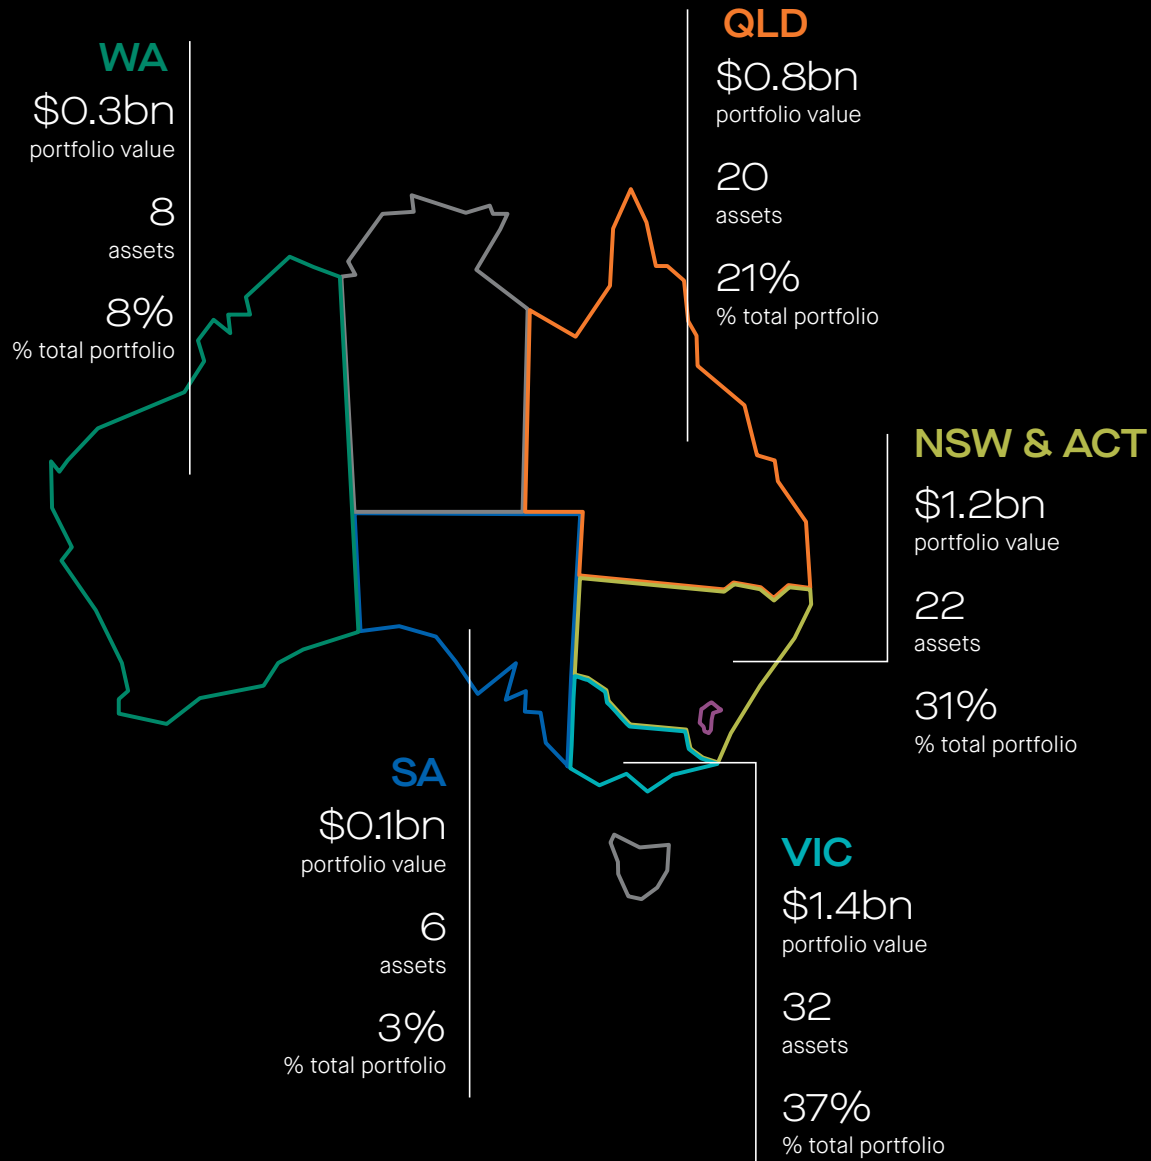 WA
$0.3bn
portfolio value
8
assets
8%
% total portfolio
QLD
$0.8bn
portfolio value
20
assets
21%
% total portfolio
NSW & ACT
$1.2bn
portfolio value
22
assets
31%
% total portfolio
SA
$0.1bn
portfolio value
6
assets
3%
% total portfolio
VIC
$1.4bn
portfolio value
32
assets
37%
% total portfolio